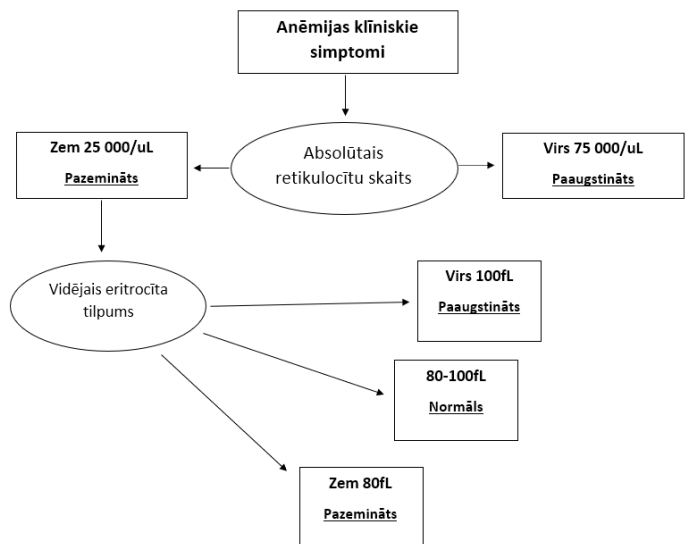 Anēmijas klīniskie
simptomi
Zem 25 000/uL
Pazemināts
Absolūtais
retikulocītu skaits
Virs 75 000/uL
Paaugstināts
Vidējais eritrocīta
tilpums
Virs 100fL
Paaugstināts
80-100fL
Normāls
Zem 80fL
Pazemināts